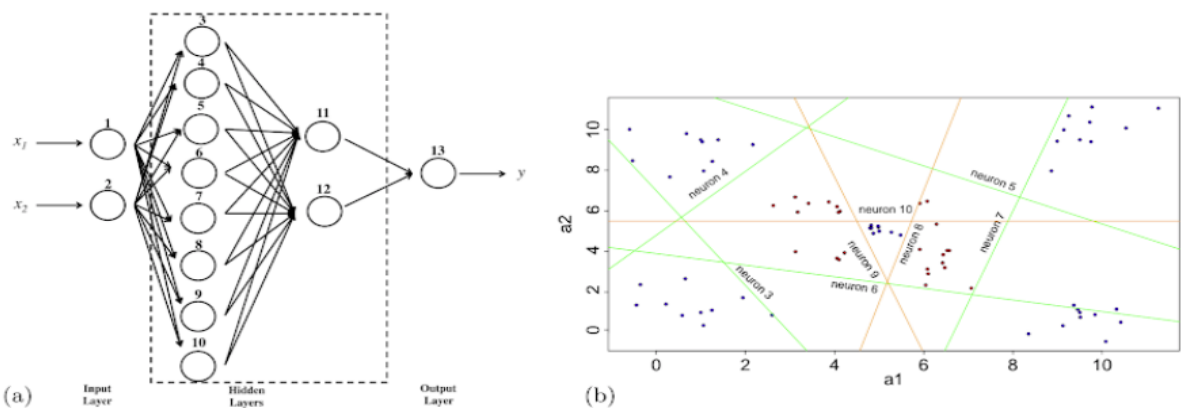 3
4
5
6
7
8
9
10
11
12
13
1
2
x1
x2
y
Input
Layer
Hidden
Layers
Output
Layer
(a)
neuron 4
neuron 5
neuron 10
neuron 7
neuron 8
neuron 9
neuron 3
neuron 6
a2
10
8
6
4
2
0
0 2 4 6 8 10
a1
(b)